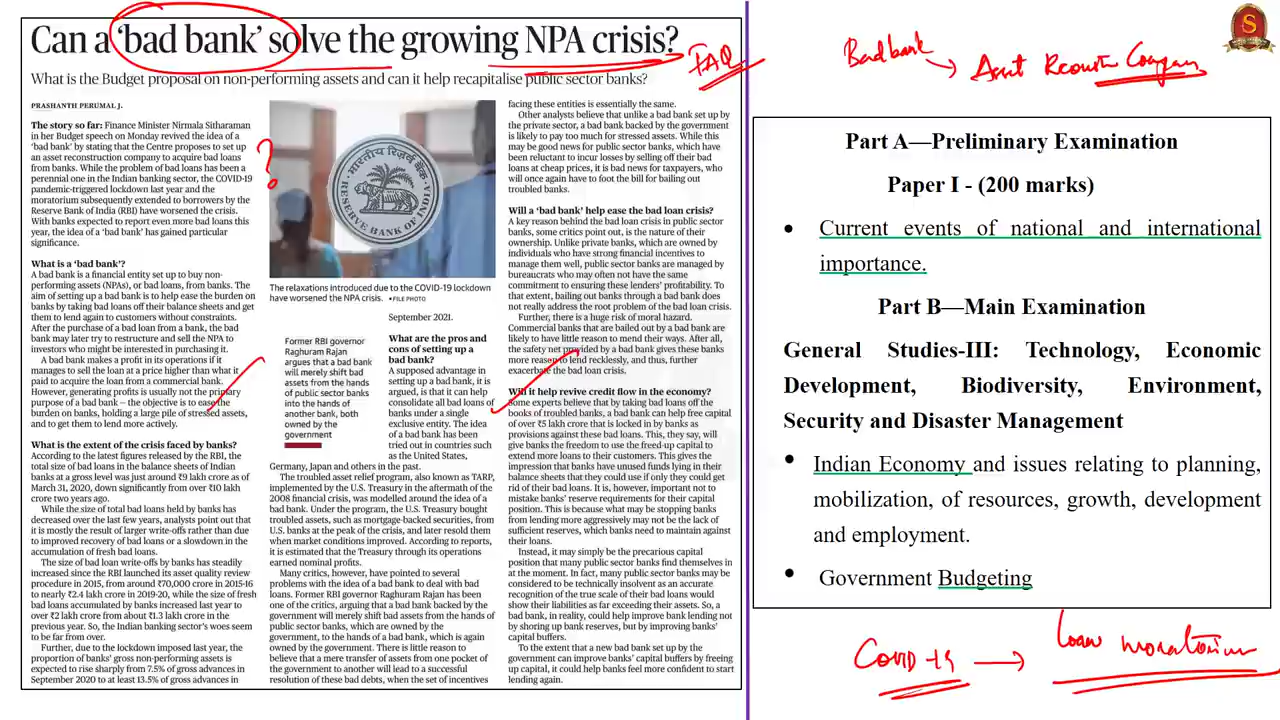 Can a 'bad bank' solve the growing NPA crisis?
What is the Budget proposal on non-performing assets and can it help recapitalise public sector banks?
FAQ
PRASHANTH PERUMAL J.
The story so far: Finance Minister Nirmala Sitharaman
in her Budget speech on Monday revived the idea of a
'bad bank' by stating that the Centre proposes to set up
an asset reconstruction company to acquire bad loans
from banks. While the problem of bad loans has been a
perennial one in the Indian banking sector, the COVID-19
pandemic-triggered lockdown last year and the
moratorium subsequently extended to borrowers by the
Reserve Bank of India (RBI) have worsened the crisis.
With banks expected to report even more bad loans this
year, the idea of a 'bad bank' has gained particular
significance.
What is a 'bad bank'?
A bad bank is a financial entity set up to buy non-
performing assets (NPAs), or bad loans, from banks. The
aim of setting up a bad bank is to help ease the burden on
banks by taking bad loans off their balance sheets and get
them to lend again to customers without constraints.
After the purchase of a bad loan from a bank, the bad
bank may later try to restructure and sell the NPA to
investors who might be interested in purchasing it.
A bad bank makes a profit in its operations if it
manages to sell the loan at a price higher than what it
paid to acquire the loan from a commercial bank.
However, generating profits is usually not the primary
purpose of a bad bank – the objective is to ease the
burden on banks, holding a large pile of stressed assets,
and to get them to lend more actively.
What is the extent of the crisis faced by banks?
According to the latest figures released by the RBI, the
total size of bad loans in the balance sheets of Indian
banks at a gross level was just around ₹9 lakh crore as of
March 31, 2020, down significantly from over ₹10 lakh
crore two years ago.
While the size of total bad loans held by banks has
decreased over the last few years, analysts point out that
it is mostly the result of larger write-offs rather than due
to improved recovery of bad loans or a slowdown in the
accumulation of fresh bad loans.
The size of bad loan write-offs by banks has steadily
increased since the RBI launched its asset quality review
procedure in 2015, from around ₹70,000 crore in 2015-16
to nearly ₹2.4 lakh crore in 2019-20, while the size of fresh
bad loans accumulated by banks increased last year to
over ₹2 lakh crore from about ₹1.3 lakh crore in the
previous year. So, the Indian banking sector's woes seem
to be far from over.
Further, due to the lockdown imposed last year, the
proportion of banks' gross non-performing assets is
expected to rise sharply from 7.5% of gross advances in
September 2020 to at least 13.5% of gross advances in
?
भारतीय रिज़र्व बैंक
RESERVE BANK OF INDIA
The relaxations introduced due to the COVID-19 lockdown
have worsened the NPA crisis. • FILE PHOTO
Former RBI governor
Raghuram Rajan
argues that a bad bank
will merely shift bad
assets from the hands
of public sector banks
into the hands of
another bank, both
owned by the
government
September 2021.
What are the pros and
cons of setting up a
bad bank?
A supposed advantage in
setting up a bad bank, it is
argued, is that it can help
consolidate all bad loans of
banks under a single
exclusive entity. The idea
of a bad bank has been
tried out in countries such
as the United States,
Germany, Japan and others in the past.
The troubled asset relief program, also known as TARP,
implemented by the U.S. Treasury in the aftermath of the
2008 financial crisis, was modelled around the idea of a
bad bank. Under the program, the U.S. Treasury bought
troubled assets, such as mortgage-backed securities, from
U.S. banks at the peak of the crisis, and later resold them
when market conditions improved. According to reports,
it is estimated that the Treasury through its operations
earned nominal profits.
Many critics, however, have pointed to several
problems with the idea of a bad bank to deal with bad
loans. Former RBI governor Raghuram Rajan has been
one of the critics, arguing that a bad bank backed by the
government will merely shift bad assets from the hands of
public sector banks, which are owned by the
government, to the hands of a bad bank, which is again
owned by the government. There is little reason to
believe that a mere transfer of assets from one pocket of
the government to another will lead to a successful
resolution of these bad debts, when the set of incentives
facing these entities is essentially the same.
Other analysts believe that unlike a bad bank set up by
the private sector, a bad bank backed by the government
is likely to pay too much for stressed assets. While this
may be good news for public sector banks, which have
been reluctant to incur losses by selling off their bad
loans at cheap prices, it is bad news for taxpayers, who
will once again have to foot the bill for bailing out
troubled banks.
Will a 'bad bank' help ease the bad loan crisis?
A key reason behind the bad loan crisis in public sector
banks, some critics point out, is the nature of their
ownership. Unlike private banks, which are owned by
individuals who have strong financial incentives to
manage them well, public sector banks are managed by
bureaucrats who may often not have the same
commitment to ensuring these lenders' profitability. To
that extent, bailing out banks through a bad bank does
not really address the root problem of the bad loan crisis.
Further, there is a huge risk of moral hazard.
Commercial banks that are bailed out by a bad bank are
likely to have little reason to mend their ways. After all,
the safety net provided by a bad bank gives these banks
more reason to lend recklessly, and thus, further
exacerbate the bad loan crisis.
Will it help revive credit flow in the economy?
Some experts believe that by taking bad loans off the
books of troubled banks, a bad bank can help free capital
of over ₹5 lakh crore that is locked in by banks as
provisions against these bad loans. This, they say, will
give banks the freedom to use the freed-up capital to
extend more loans to their customers. This gives the
impression that banks have unused funds lying in their
balance sheets that they could use if only they could get
rid of their bad loans. It is, however, important not to
mistake banks' reserve requirements for their capital
position. This is because what may be stopping banks
from lending more aggressively may not be the lack of
sufficient reserves, which banks need to maintain against
their loans.
Instead, it may simply be the precarious capital
position that many public sector banks find themselves in
at the moment. In fact, many public sector banks may be
considered to be technically insolvent as an accurate
recognition of the true scale of their bad loans would
show their liabilities as far exceeding their assets. So, a
bad bank, in reality, could help improve bank lending not
by shoring up bank reserves, but by improving banks'
capital buffers.
To the extent that a new bad bank set up by the
government can improve banks' capital buffers by freeing
up capital, it could help banks feel more confident to start
lending again.
S
Bad bank
→ Asset Company
Part A—Preliminary Examination
Paper I - (200 marks)
• Current events of national and international
importance.
Part B—Main Examination
General Studies-III: Technology, Economic
Development, Biodiversity, Environment,
Security and Disaster Management
• Indian Economy and issues relating to planning,
mobilization, of resources, growth, development
and employment.
• Government Budgeting
COVID-19 → loan moratorium